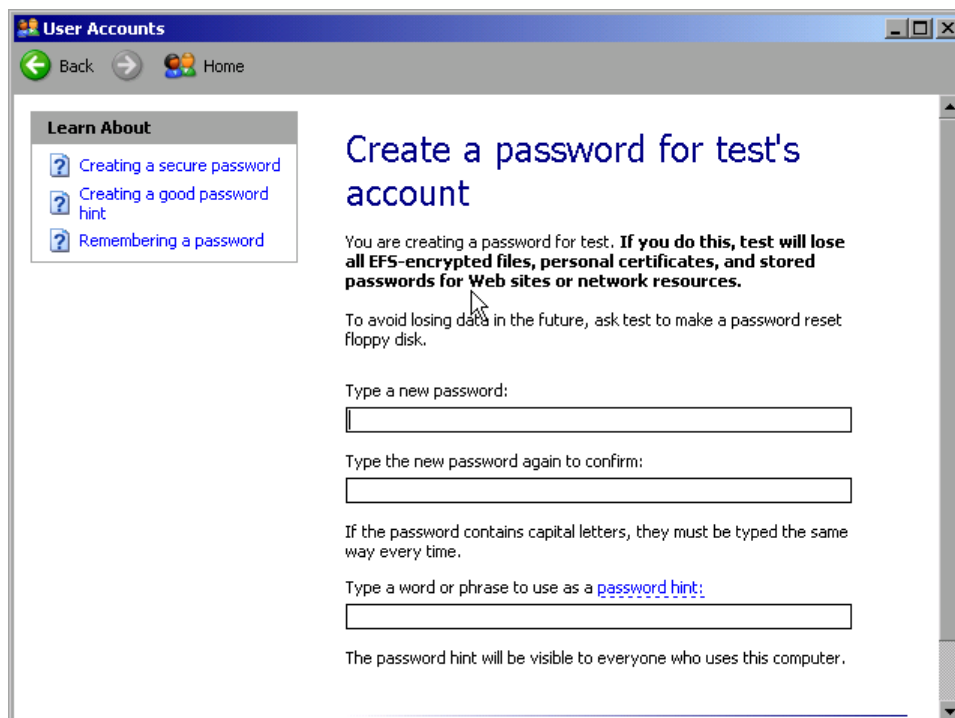 User Accounts
Back
Home
Learn About
Creating a secure password
Creating a good password
hint
Remembering a password
Create a password for test's
account
You are creating a password for test. If you do this, test will lose
all EFS-encrypted files, personal certificates, and stored
passwords for Web sites or network resources.
To avoid losing data in the future, ask test to make a password reset
floppy disk.
Type a new password:
Type the new password again to confirm:
If the password contains capital letters, they must be typed the same
way every time.
Type a word or phrase to use as a password hint:
The password hint will be visible to everyone who uses this computer.